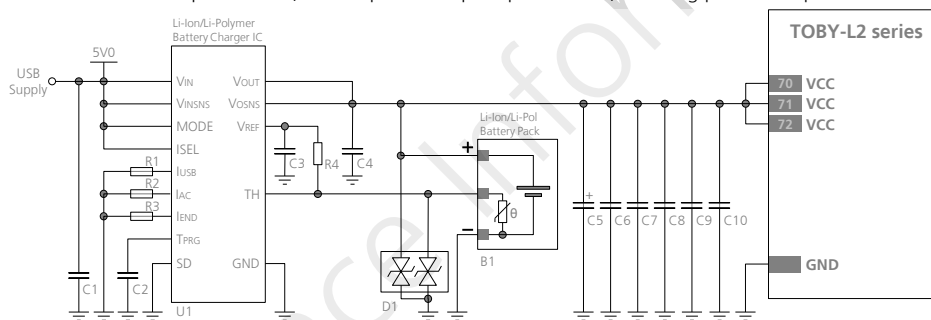 Li-Ion/Li-Polymer
Battery Charger IC
TOBY-L2 series
5V0
USB
Supply
VIN
VINSNS
MODE
ISEL
IUSB
IAC
IEND
TPRG
SD
VOUT
VOSNS
VREF
TH
GND
U1
R1
R2
R3
C1
C2
C3
R4
C4
Li-Ion/Li-Pol
Battery Pack
+
θ
–
B1
D1
+
C5
C6
C7
C8
C9
C10
70 VCC
71 VCC
72 VCC
GND